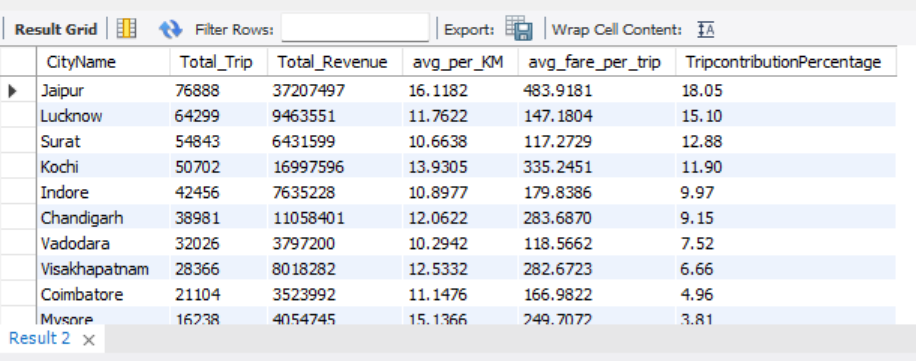 Result Grid Filter Rows: Export: Wrap Cell Content: IA
CityName Total_Trip Total_Revenue avg_per_KM avg_fare_per_trip TripcontributionPercentage
Jaipur 76888 37207497 16.1182 483.9181 18.05
Lucknow 64299 9463551 11.7622 147.1804 15.10
Surat 54843 6431599 10.6638 117.2729 12.88
Kochi 50702 16997596 13.9305 335.2451 11.90
Indore 42456 7635228 10.8977 179.8386 9.97
Chandigarh 38981 11058401 12.0622 283.6870 9.15
Vadodara 32026 3797200 10.2942 118.5662 7.52
Visakhapatnam 28366 8018282 12.5332 282.6723 6.66
Coimbatore 21104 3523992 11.1476 166.9822 4.96
Mysore 16238 4054745 15.1366 249.7072 3.81
Result 2 ×